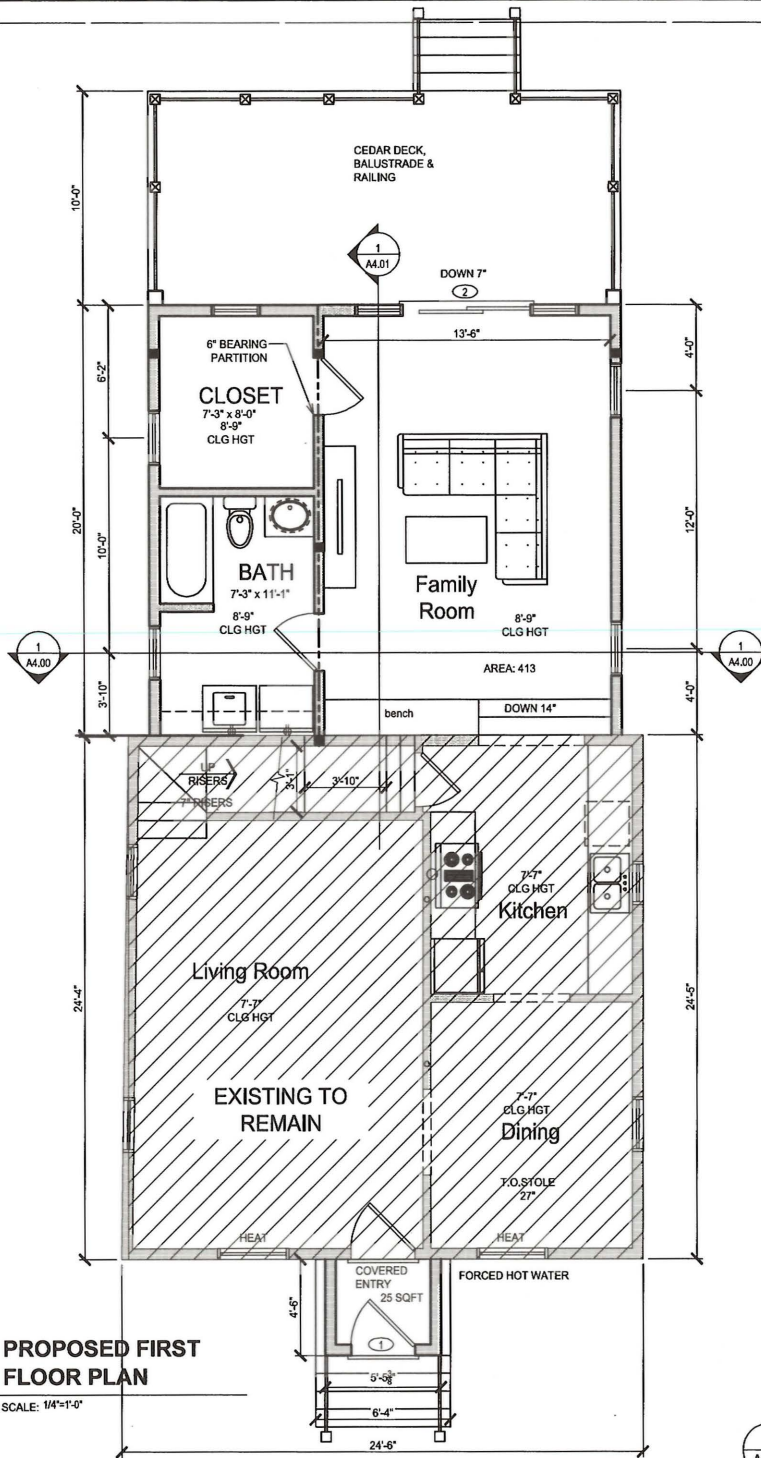 CEDAR DECK,
BALUSTRADE &
RAILING
10'-0"
1
A4.01
DOWN 7"
2
13'-6"
6" BEARING
PARTITION
CLOSET
7'-3" x 8'-0"
8'-9"
CLG HGT
6'-2"
4'-0"
20'-0"
10'-0"
12'-0"
BATH
7'-3" x 11'-1"
8'-9"
CLG HGT
Family
Room
8'-9"
CLG HGT
AREA: 413
1
A4.00
1
A4.00
3'-10"
4'-0"
bench
DOWN 14"
UP
RISERS
7" RISERS
3'-1"
3'-10"
7'-7"
CLG HGT
Kitchen
Living Room
7'-7"
CLG HGT
24'-4"
24'-5"
EXISTING TO
REMAIN
7'-7"
CLG HGT
Dining
T.O.STOLE
27"
HEAT
HEAT
COVERED
ENTRY
25 SQFT
FORCED HOT WATER
4'-6"
1
PROPOSED FIRST
FLOOR PLAN
SCALE: 1/4"=1'-0"
6'-4"
24'-6"